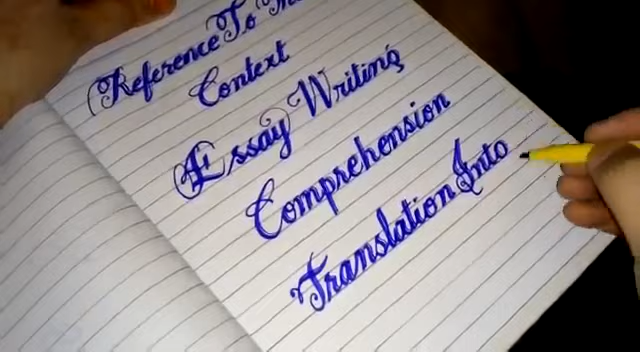 Reference To The
Context
Essay Writing
Comprehension
Translation Into